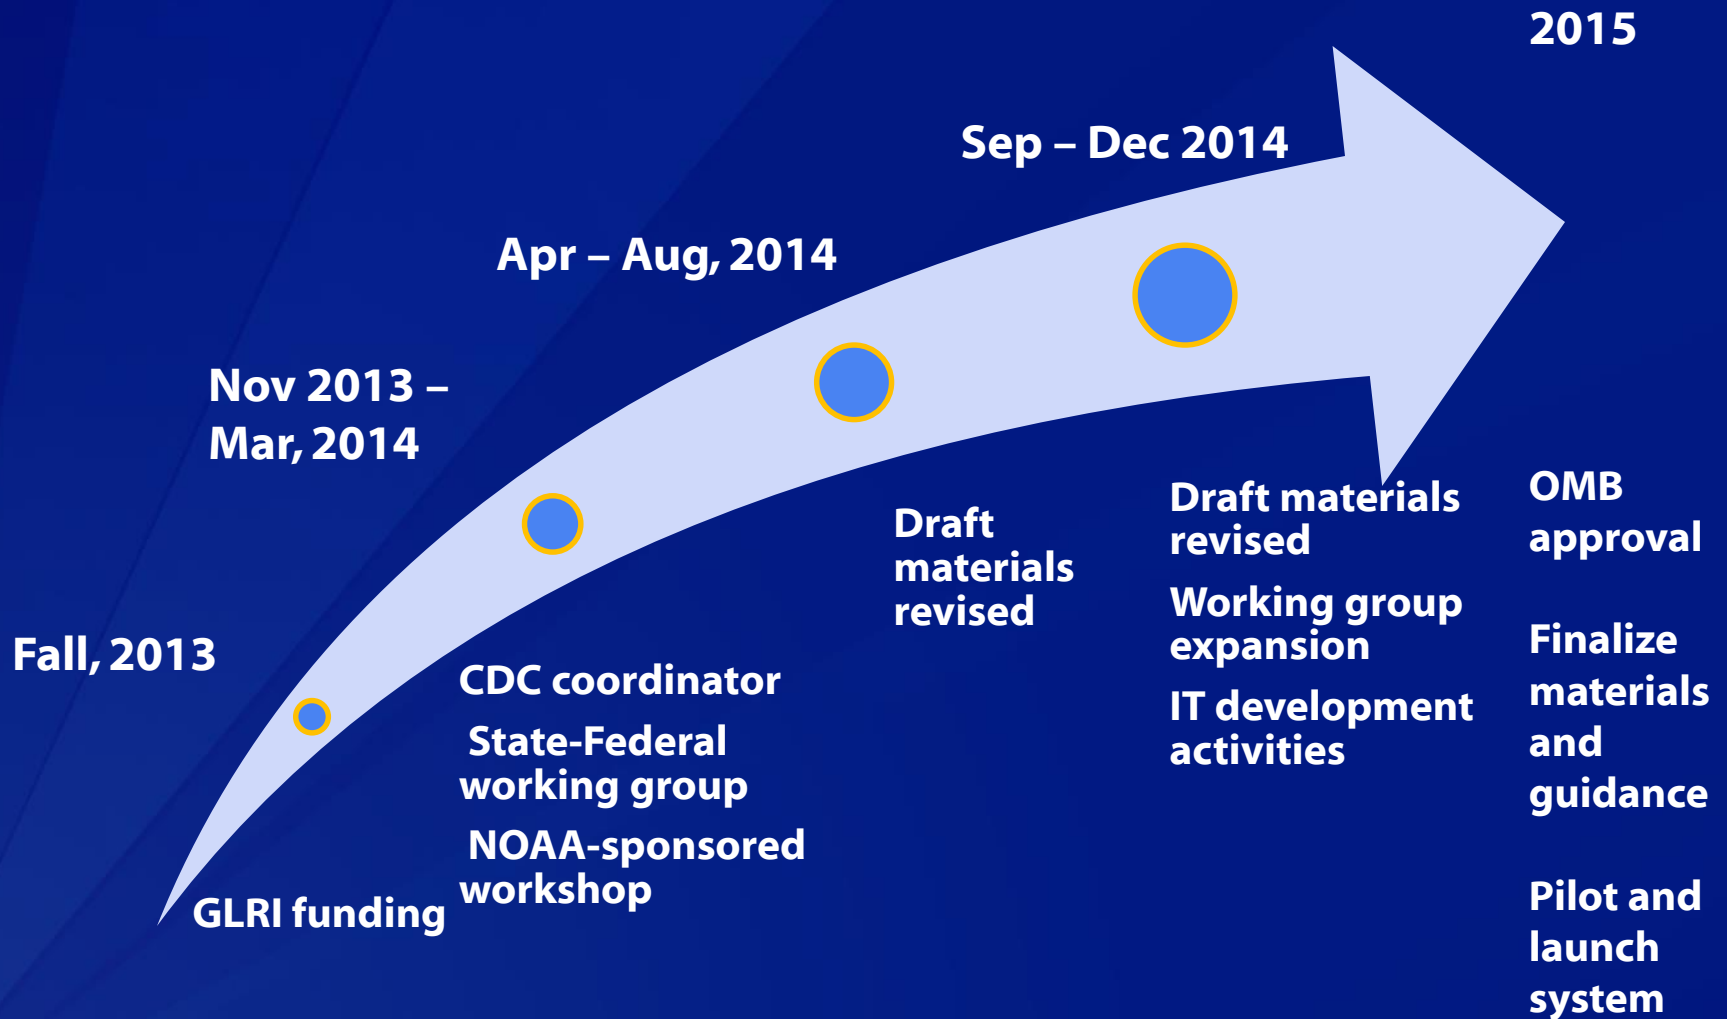 Fall, 2013
GLRI funding
Nov 2013 –
Mar, 2014
CDC coordinator
State-Federal
working group
NOAA-sponsored
workshop
Apr – Aug, 2014
Draft
materials
revised
Sep – Dec 2014
Draft materials
revised
Working group
expansion
IT development
activities
2015
OMB
approval
Finalize
materials
and
guidance
Pilot and
launch
system